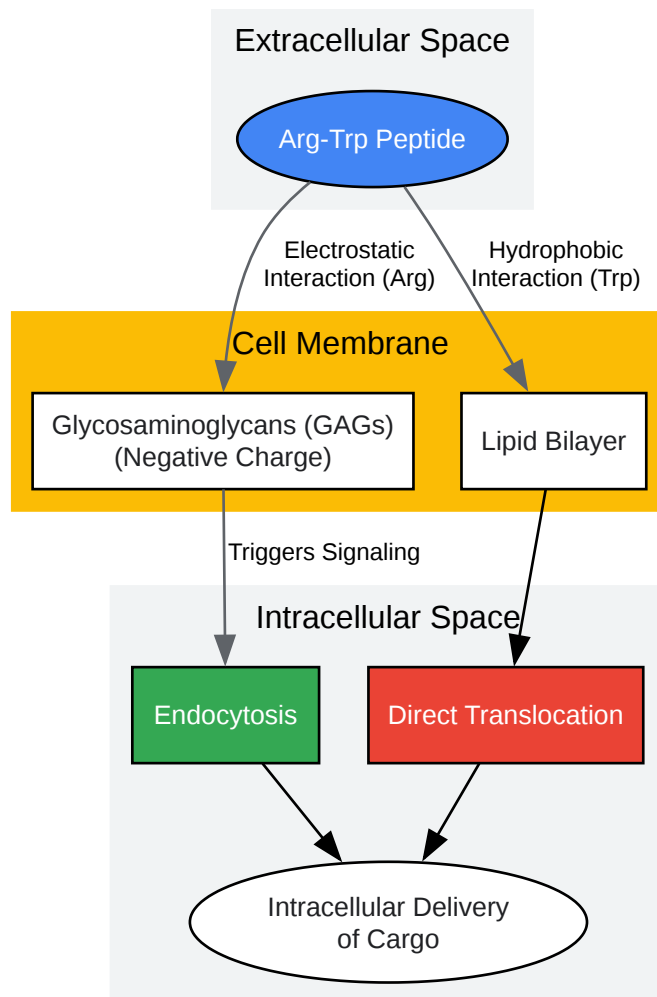 Extracellular Space
Arg-Trp Peptide
Electrostatic
Interaction (Arg)
Hydrophobic
Interaction (Trp)
Cell Membrane
Glycosaminoglycans (GAGs)
(Negative Charge)
Lipid Bilayer
Triggers Signaling
Intracellular Space
Endocytosis
Direct Translocation
Intracellular Delivery
of Cargo